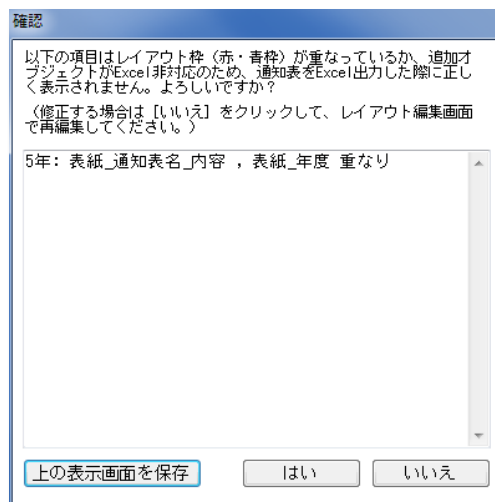 確認
以下の項目はレイアウト枠（赤・青枠）が重なっているか、追加オ
ブジェクトがExcel非対応のため、通知表をExcel出力した際に正し
く表示されません。よろしいですか？
（修正する場合は［いいえ］をクリックして、レイアウト編集画面
で再編集してください。）
5年: 表紙_通知表名_内容 , 表紙_年度 重なり
上の表示画面を保存
はい
いいえ